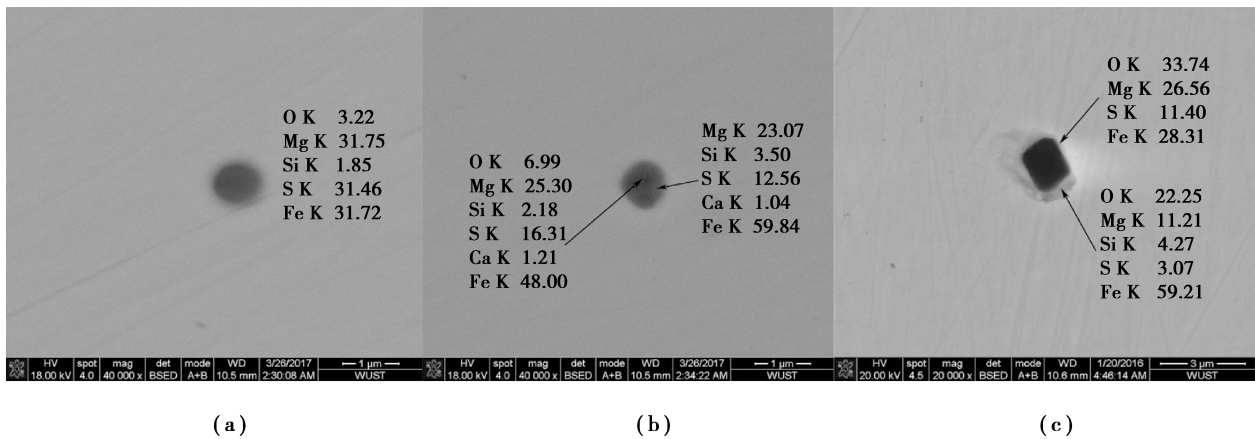 O K 3.22
Mg K 31.75
Si K 1.85
S K 31.46
Fe K 31.72
O K 6.99
Mg K 25.30
Si K 2.18
S K 16.31
Ca K 1.21
Fe K 48.00
Mg K 23.07
Si K 3.50
S K 12.56
Ca K 1.04
Fe K 59.84
O K 33.74
Mg K 26.56
S K 11.40
Fe K 28.31
O K 22.25
Mg K 11.21
Si K 4.27
S K 3.07
Fe K 59.21
HV spot mag det mode WD 3/26/2017 1 µm
18.00 kV 4.0 40 000 x BSED A+B 10.5 mm 2:30:08 AM WUST
HV spot mag det mode WD 3/26/2017 1 µm
18.00 kV 4.0 40 000 x BSED A+B 10.5 mm 2:34:22 AM WUST
HV spot mag det mode WD 1/20/2016 3 µm
20.00 kV 4.5 20 000 x BSED A+B 10.6 mm 4:46:14 AM WUST
(a) (b) (c)